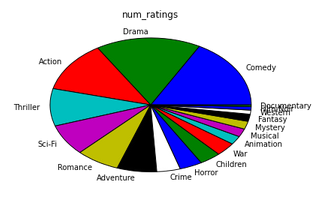 num_ratings
Drama
Comedy
Action
Thriller
Sci-Fi
Romance
Adventure
Crime
Horror
Children
War
Animation
Musical
Mystery
Fantasy
Western
Documentary